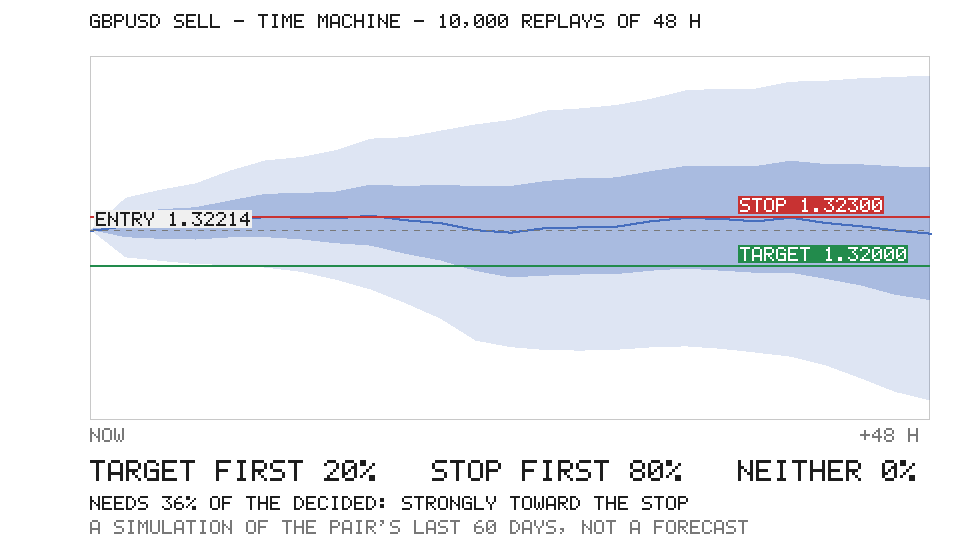 GBPUSD SELL - TIME MACHINE - 10,000 REPLAYS OF 48 H
STOP 1.32300
ENTRY 1.32214
TARGET 1.32000
NOW +48 H
TARGET FIRST 20% STOP FIRST 80% NEITHER 0%
NEEDS 36% OF THE DECIDED: STRONGLY TOWARD THE STOP
A SIMULATION OF THE PAIR'S LAST 60 DAYS, NOT A FORECAST